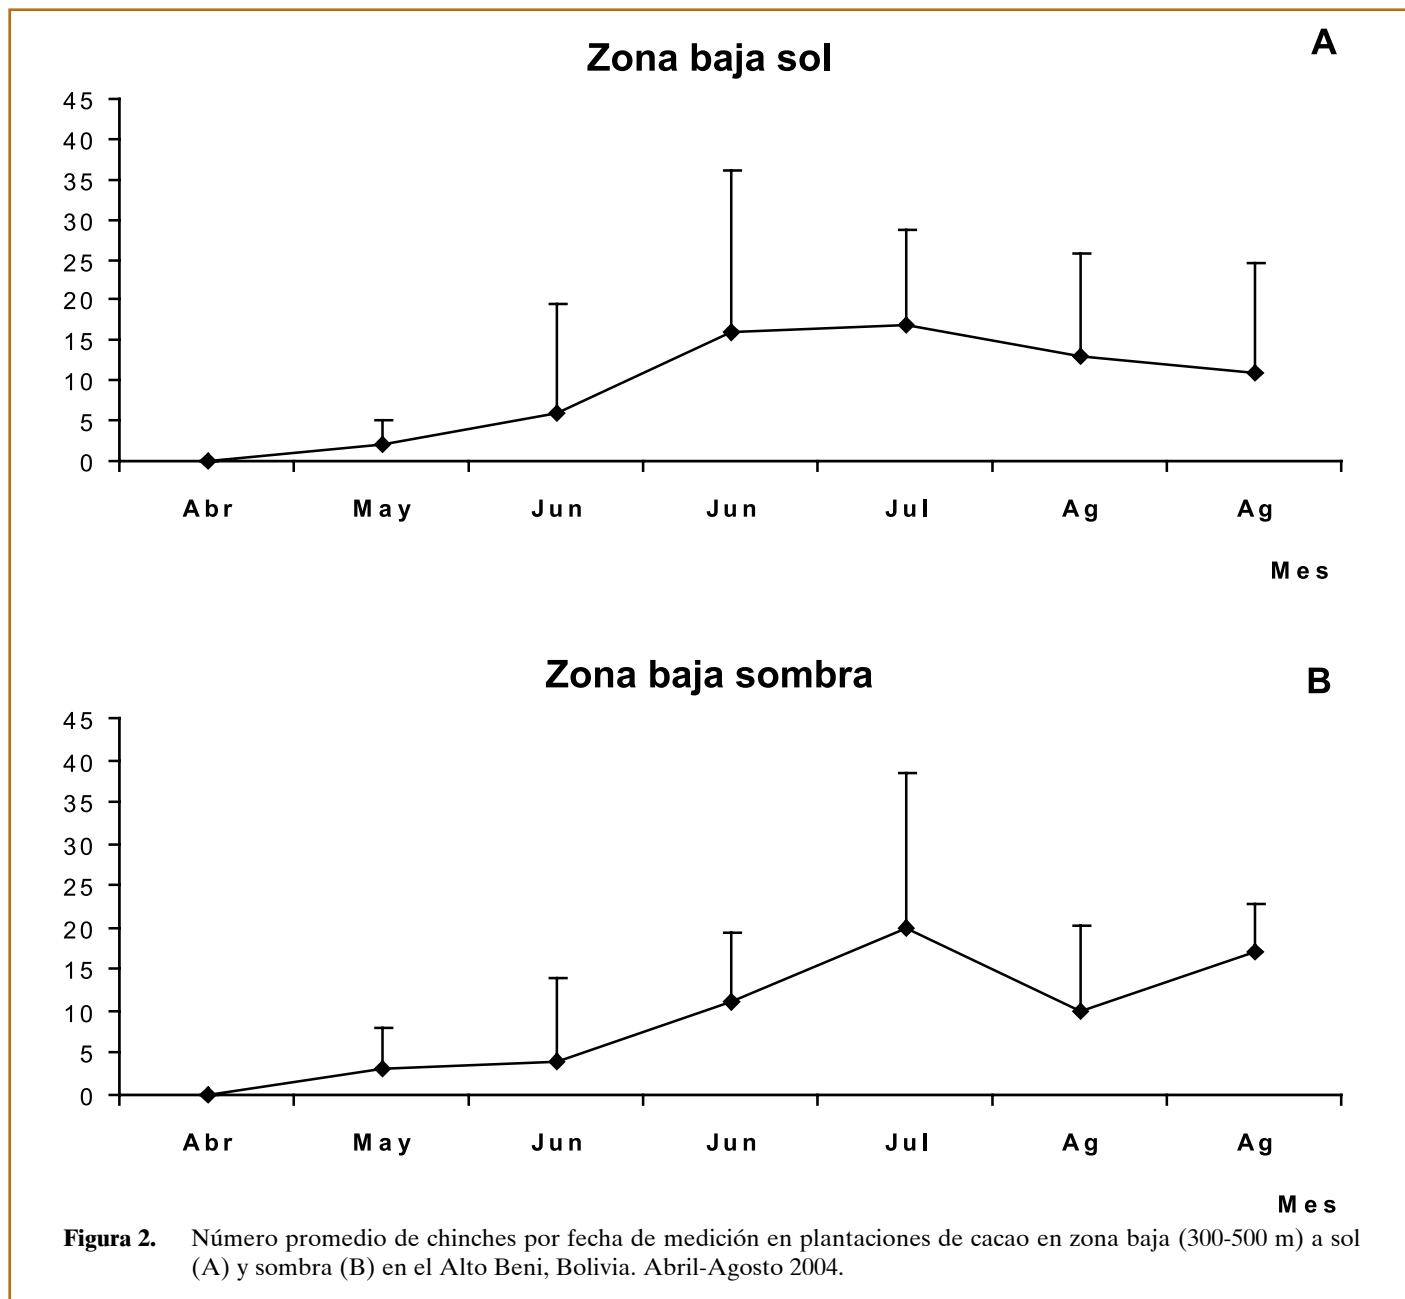 A
Zona baja sol
45
40
35
30
25
20
15
10
5
0
Abr May Jun Jun Jul Ag Ag
Mes
Zona baja sombra
B
45
40
35
30
25
20
15
10
5
0
Abr May Jun Jun Jul Ag Ag
Mes
Figura 2. Número promedio de chinches por fecha de medición en plantaciones de cacao en zona baja (300-500 m) a sol
(A) y sombra (B) en el Alto Beni, Bolivia. Abril-Agosto 2004.